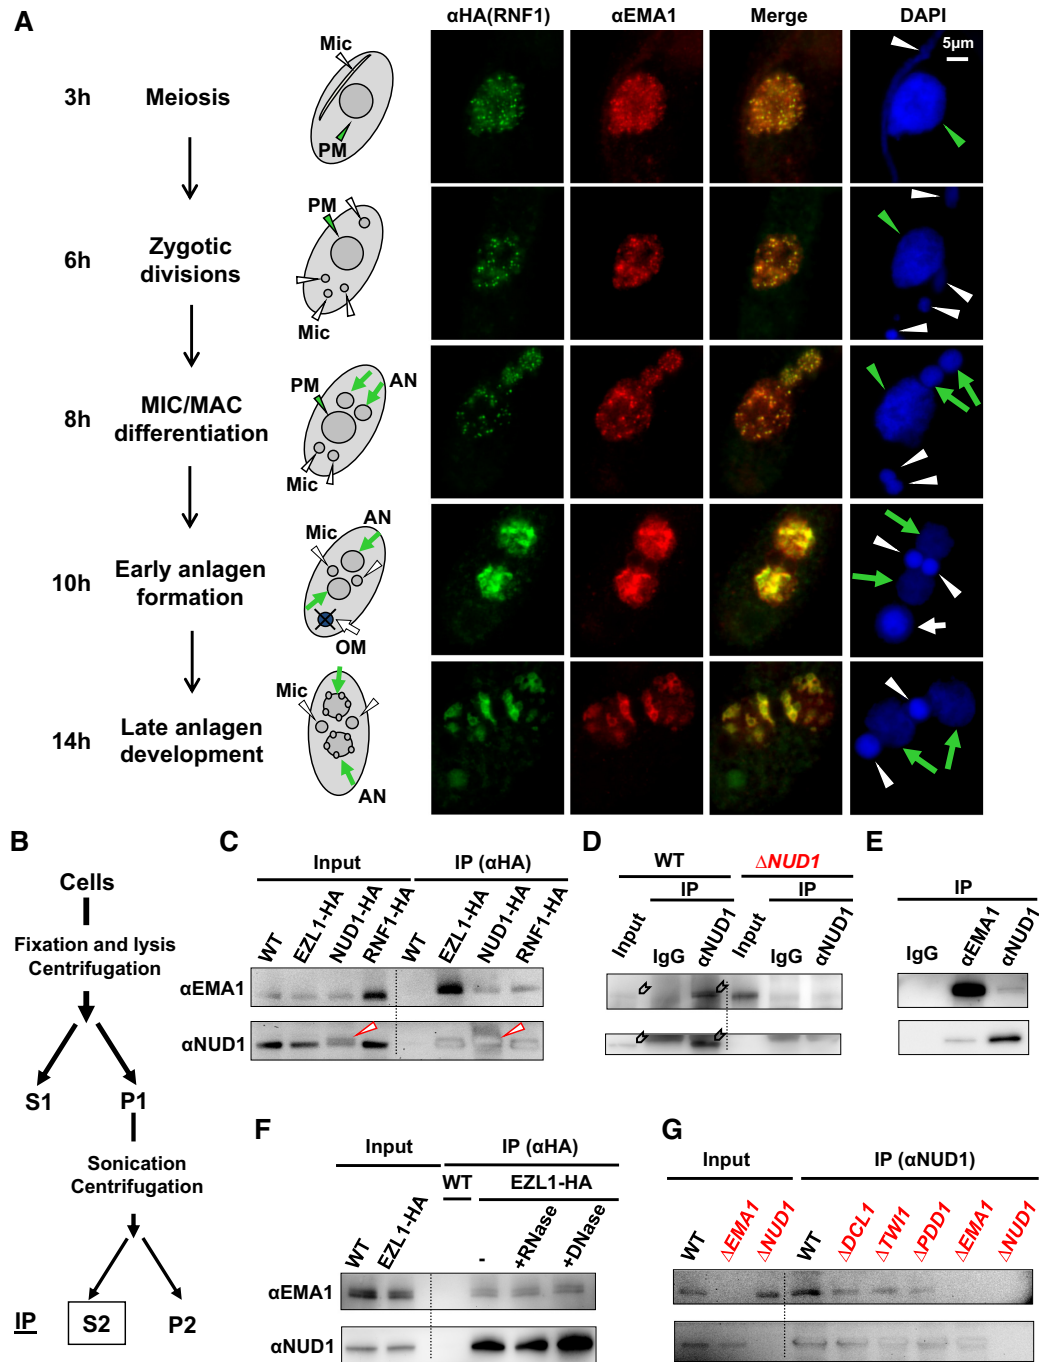 A
αHA(RNF1)
αEMA1
Merge
DAPI
3h
Meiosis
Mic
PM
5μm
6h
Zygotic
divisions
PM
Mic
8h
MIC/MAC
differentiation
PM
AN
Mic
10h
Early anlagen
formation
Mic
AN
OM
14h
Late anlagen
development
Mic
AN
B
Cells
Fixation and lysis
Centrifugation
S1
P1
Sonication
Centrifugation
IP
S2
P2
C
Input
IP (αHA)
WT
EZL1-HA
NUD1-HA
RNF1-HA
WT
EZL1-HA
NUD1-HA
RNF1-HA
αEMA1
αNUD1
D
WT
ΔNUD1
IP
IP
Input
IgG
αNUD1
Input
IgG
αNUD1
E
IP
IgG
αEMA1
αNUD1
F
Input
IP (αHA)
WT
EZL1-HA
WT
EZL1-HA
-
+RNase
+DNase
αEMA1
αNUD1
G
Input
IP (αNUD1)
WT
ΔEMA1
ΔNUD1
WT
ΔDCL1
ΔTWI1
ΔPDD1
ΔEMA1
ΔNUD1